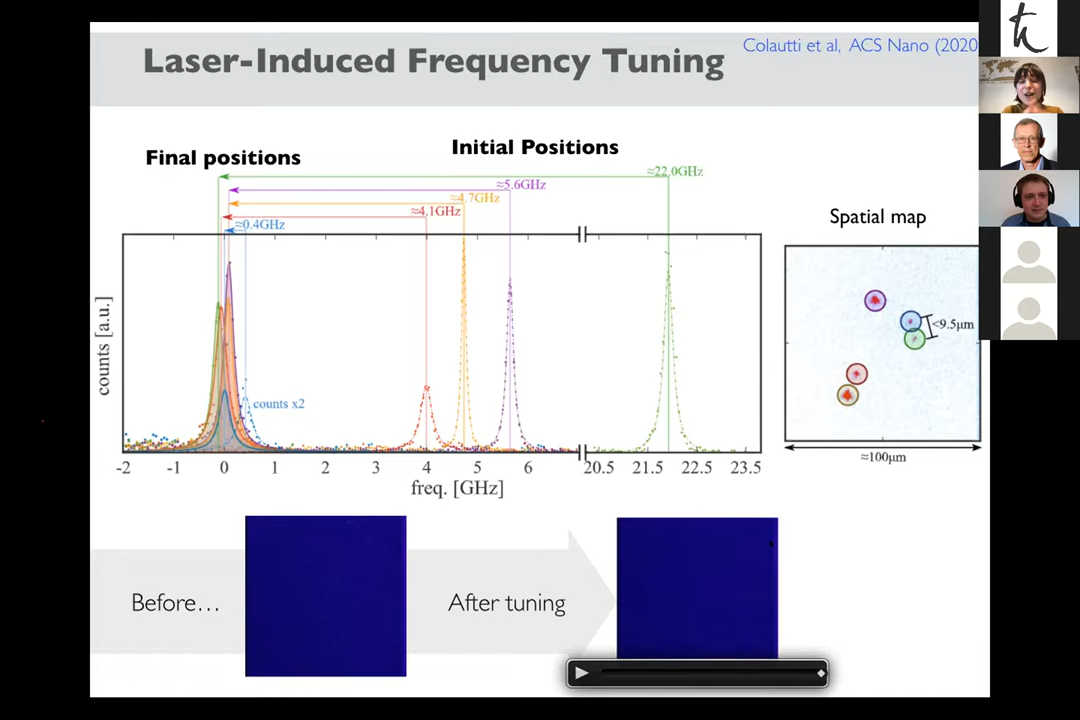 Laser-Induced Frequency Tuning
Colautti et al, ACS Nano (2020
Final positions
Initial Positions
≈22.0GHz
≈5.6GHz
≈4.7GHz
≈4.1GHz
≈0.4GHz
counts [a.u.]
counts x2
-2 -1 0 1 2 3 4 5 6 20.5 21.5 22.5 23.5
freq. [GHz]
Spatial map
<9.5μm
≈100μm
Before…
After tuning